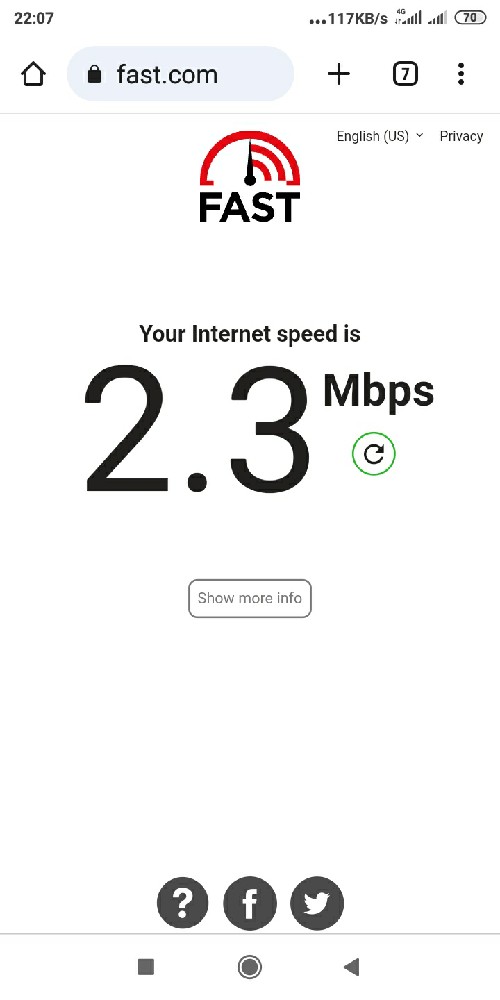 22:07
...117KB/s 4G 70
fast.com
7
English (US) Privacy
FAST
Your Internet speed is
2.3 Mbps
Show more info
?
f